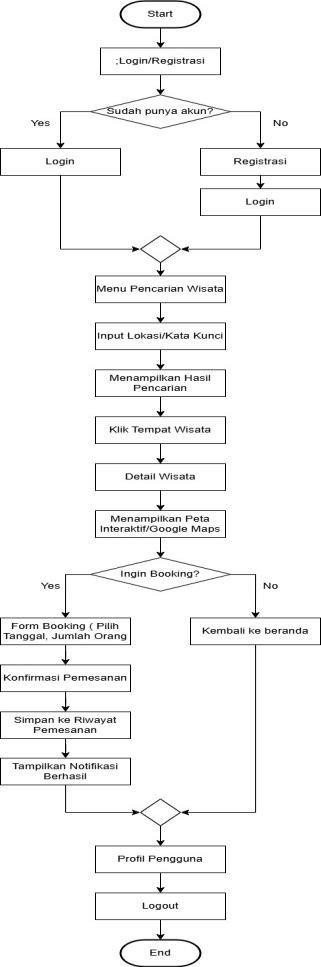 Start
;Login/Registrasi
Sudah punya akun?
Yes
No
Login
Registrasi
Login
Menu Pencarian Wisata
Input Lokasi/Kata Kunci
Menampilkan Hasil
Pencarian
Klik Tempat Wisata
Detail Wisata
Menampilkan Peta
Interaktif/Google Maps
Ingin Booking?
Yes
No
Form Booking ( Pilih
Tanggal, Jumlah Orang
Kembali ke beranda
Konfirmasi Pemesanan
Simpan ke Riwayat
Pemesanan
Tampilkan Notifikasi
Berhasil
Profil Pengguna
Logout
End